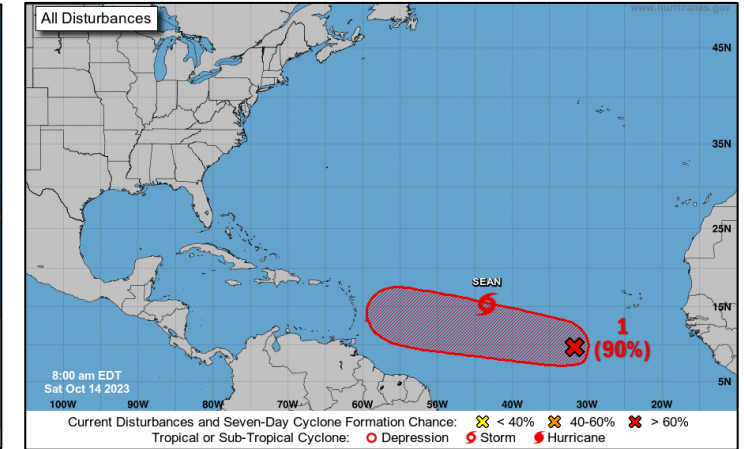 All Disturbances
www.hurricanes.gov
45N
35N
25N
SEAN
15N
1
(90%)
8:00 am EDT
Sat Oct 14 2023
5N
100W 90W 80W 70W 60W 50W 40W 30W 20W
Current Disturbances and Seven-Day Cyclone Formation Chance: < 40% 40-60% > 60%
Tropical or Sub-Tropical Cyclone: Depression Storm Hurricane